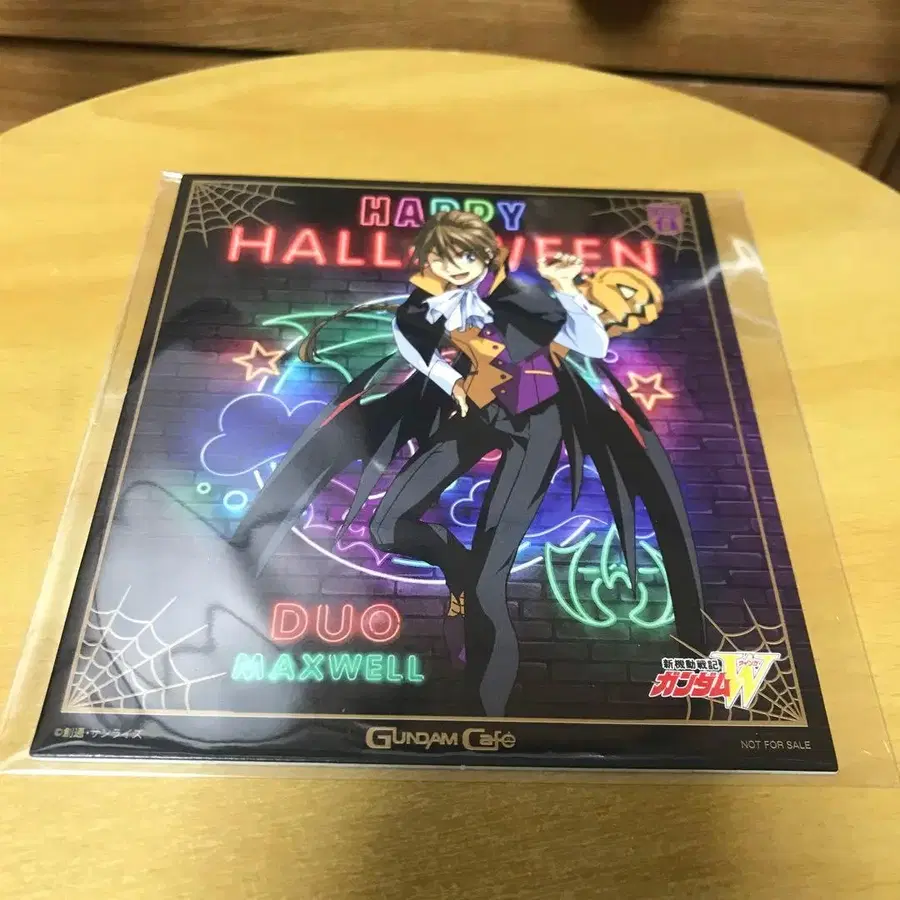 HAPPY
HALLOWEEN
DUO
MAXWELL
新機動戦記
ガンダムW
©創通・サンライズ
GUNDAM Café
NOT FOR SALE